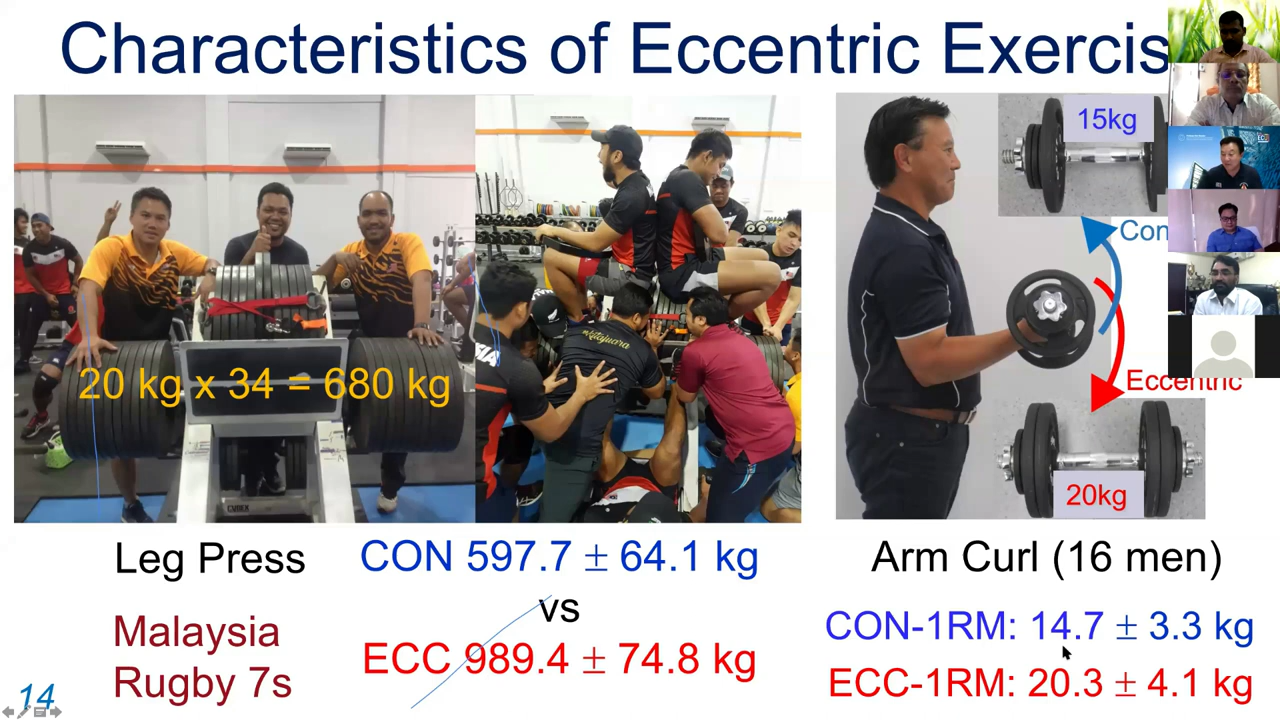 Characteristics of Eccentric Exercis
20 kg x 34 = 680 kg
CYBEX
15kg
Con
Eccentric
20kg
Leg Press
CON 597.7 ± 64.1 kg
vs
ECC 989.4 ± 74.8 kg
Malaysia
Rugby 7s
Arm Curl (16 men)
CON-1RM: 14.7 ± 3.3 kg
ECC-1RM: 20.3 ± 4.1 kg
14